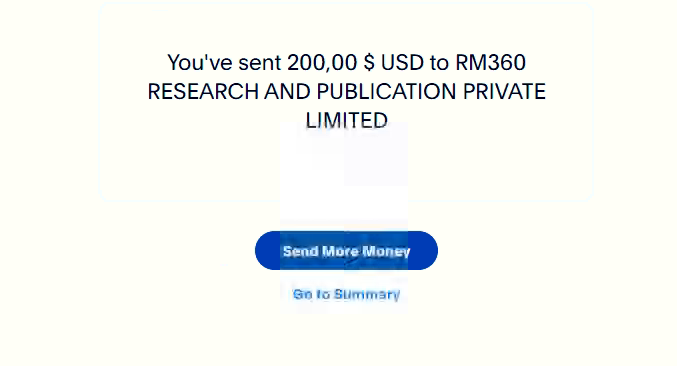 You've sent 200,00 $ USD to RM360
RESEARCH AND PUBLICATION PRIVATE
LIMITED
Send More Money
Go to Summary